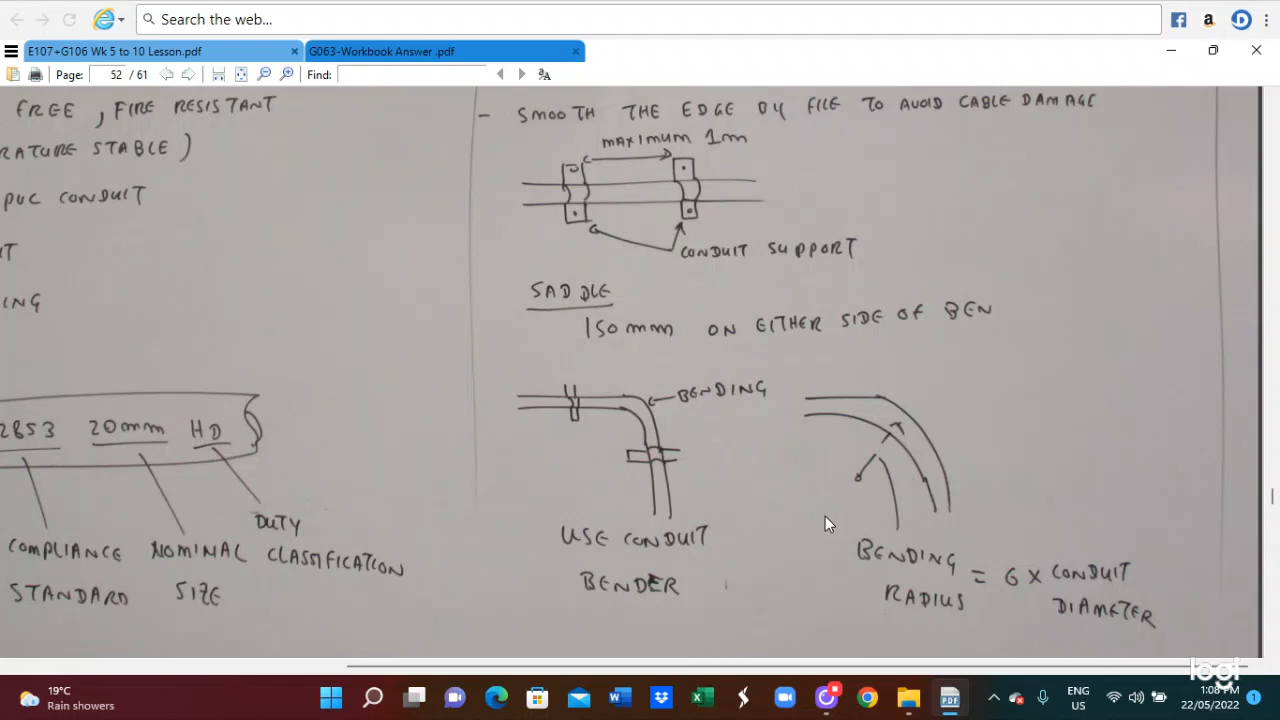 Search the web...
E107+G106 Wk 5 to 10 Lesson.pdf
G063-Workbook Answer .pdf
Page: 52 / 61
Find:
FREE, FIRE RESISTANT
RATURE STABLE)
PVC CONDUIT
IT
ING
2853 20mm HD
COMPLIANCE
STANDARD
NOMINAL
SIZE
DUTY
CLASSIFICATION
- SMOOTH THE EDGE BY FILE TO AVOID CABLE DAMAGE
MAXIMUM 1m
CONDUIT SUPPORT
SADDLE
150mm ON EITHER SIDE OF BEN
BENDING
USE CONDUIT
BENDER
BENDING
RADIUS
= 6 X CONDUIT
DIAMETER
logi
19°C
Rain showers
ENG
US
1:08 PM
22/05/2022
1